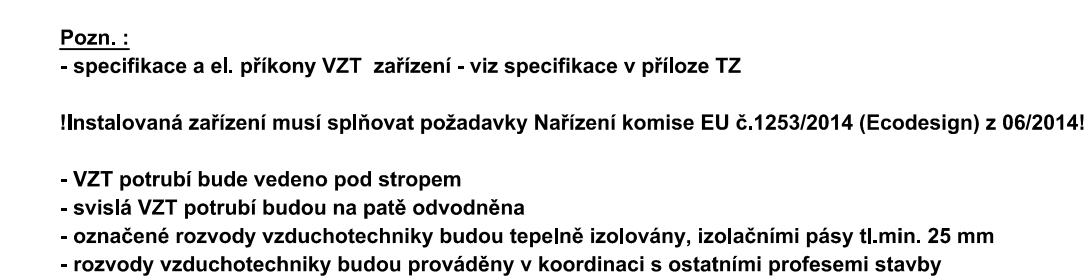 Pozn. :
- specifikace a el. příkony VZT  zařízení - viz specifikace v příloze TZ
!Instalovaná zařízení musí splňovat požadavky Nařízení komise EU č.1253/2014 (Ecodesign) z 06/2014!
- VZT potrubí bude vedeno pod stropem
- svislá VZT potrubí budou na patě odvodněna
- označené rozvody vzduchotechniky budou tepelně izolovány, izolačními pásy tl.min. 25 mm
- rozvody vzduchotechniky budou prováděny v koordinaci s ostatními profesemi stavby